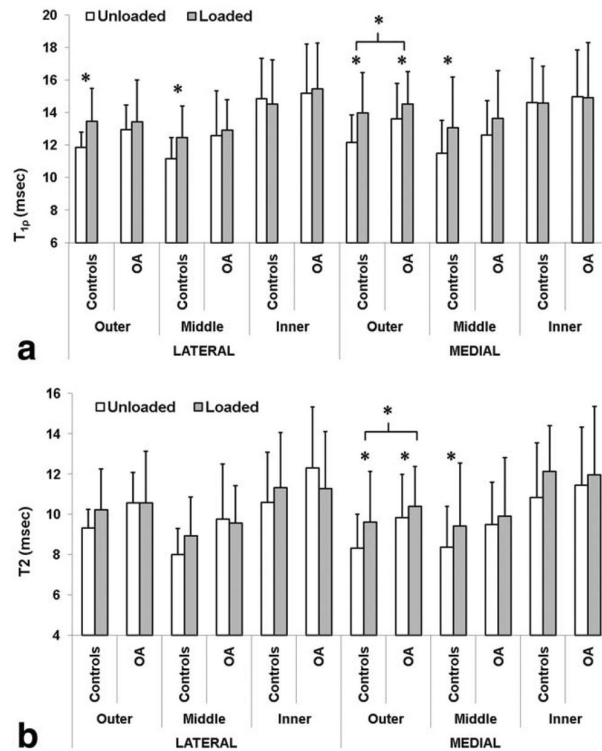 20
18
16
14
12
10
8
6
T1ρ (msec)
Unloaded Loaded
* * * * * *
Controls OA Controls OA Controls OA Controls OA Controls OA Controls OA
Outer Middle Inner Outer Middle Inner
LATERAL MEDIAL
a
16
14
12
10
8
6
4
T2 (msec)
Unloaded Loaded
* * * *
Controls OA Controls OA Controls OA Controls OA Controls OA Controls OA
Outer Middle Inner Outer Middle Inner
LATERAL MEDIAL
b